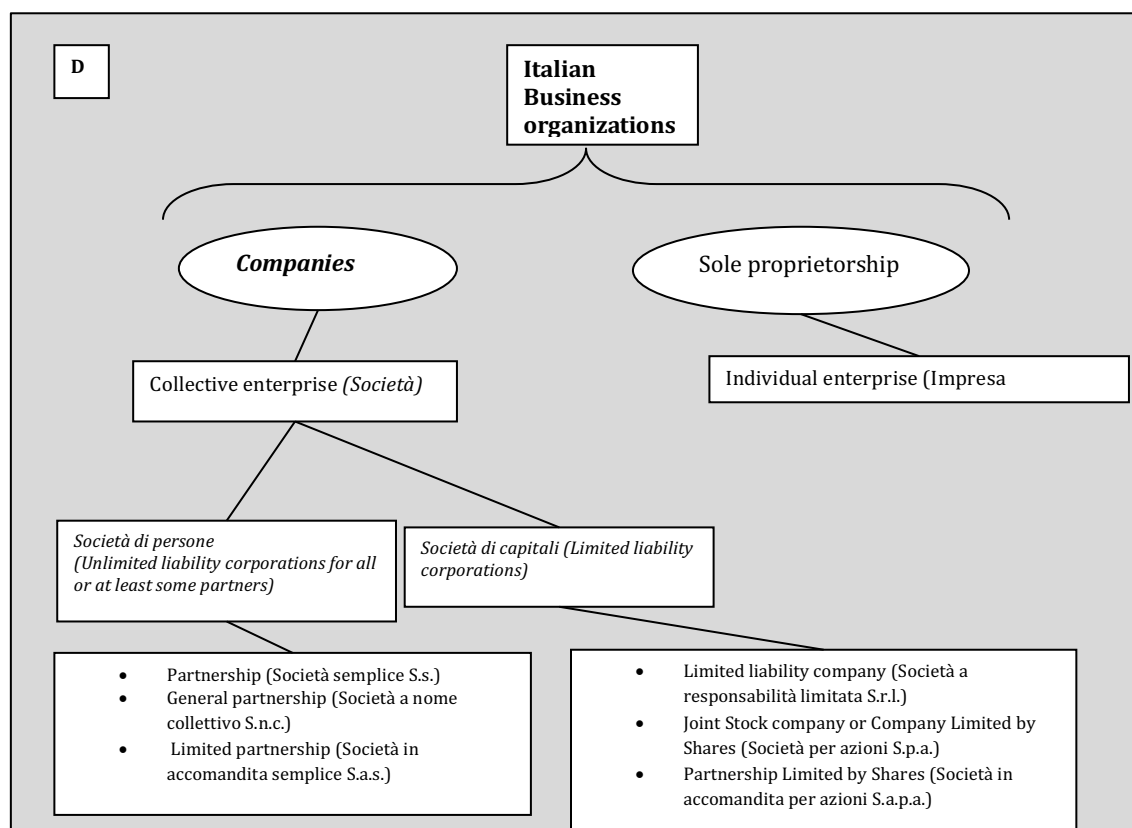 D
Italian
Business
organizations
Companies
Sole proprietorship
Collective enterprise (Società)
Individual enterprise (Impresa
Società di persone
(Unlimited liability corporations for all
or at least some partners)
Società di capitali (Limited liability
corporations)
• Partnership (Società semplice S.s.)
• General partnership (Società a nome
collettivo S.n.c.)
• Limited partnership (Società in
accomandita semplice S.a.s.)
• Limited liability company (Società a
responsabilità limitata S.r.l.)
• Joint Stock company or Company Limited by
Shares (Società per azioni S.p.a.)
• Partnership Limited by Shares (Società in
accomandita per azioni S.a.p.a.)